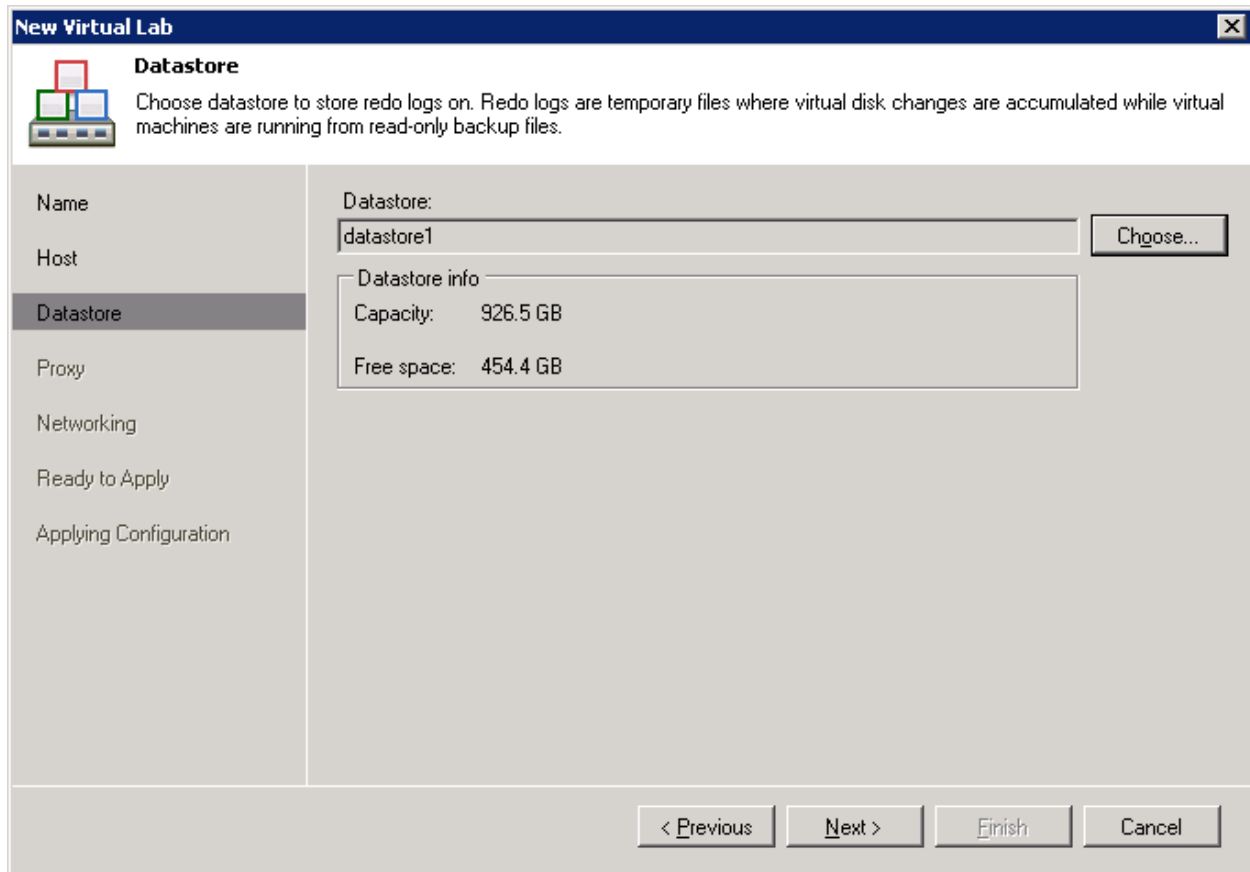 New Virtual Lab
Datastore
Choose datastore to store redo logs on. Redo logs are temporary files where virtual disk changes are accumulated while virtual
machines are running from read-only backup files.
Name
Host
Datastore
Proxy
Networking
Ready to Apply
Applying Configuration
Datastore:
datastore1
Choose...
Datastore info
Capacity: 926.5 GB
Free space: 454.4 GB
< Previous
Next >
Finish
Cancel